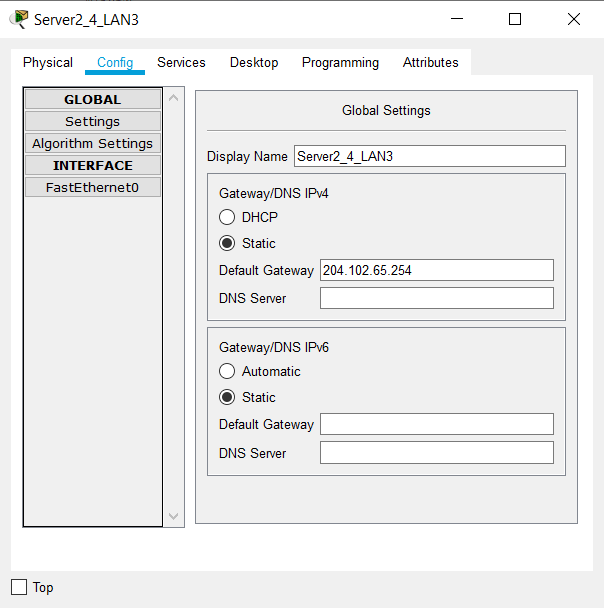 Server2_4_LAN3
Physical Config Services Desktop Programming Attributes
GLOBAL
Settings
Algorithm Settings
INTERFACE
FastEthernet0
Global Settings
Display Name Server2_4_LAN3
Gateway/DNS IPv4
DHCP
Static
Default Gateway 204.102.65.254
DNS Server
Gateway/DNS IPv6
Automatic
Static
Default Gateway
DNS Server
Top